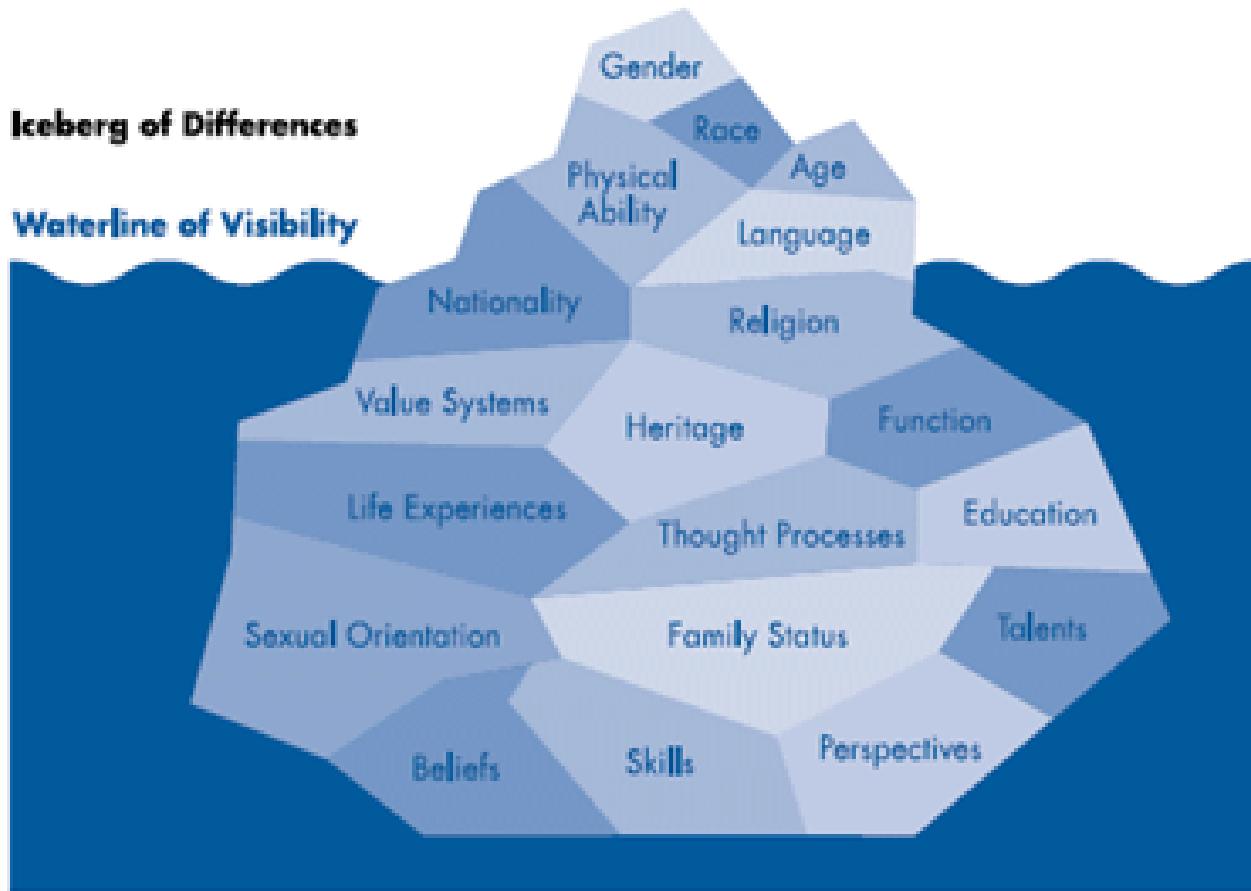 Iceberg of Differences
Waterline of Visibility
Gender
Race
Age
Physical
Ability
Language
Nationality
Religion
Value Systems
Heritage
Function
Life Experiences
Thought Processes
Education
Sexual Orientation
Family Status
Talents
Beliefs
Skills
Perspectives